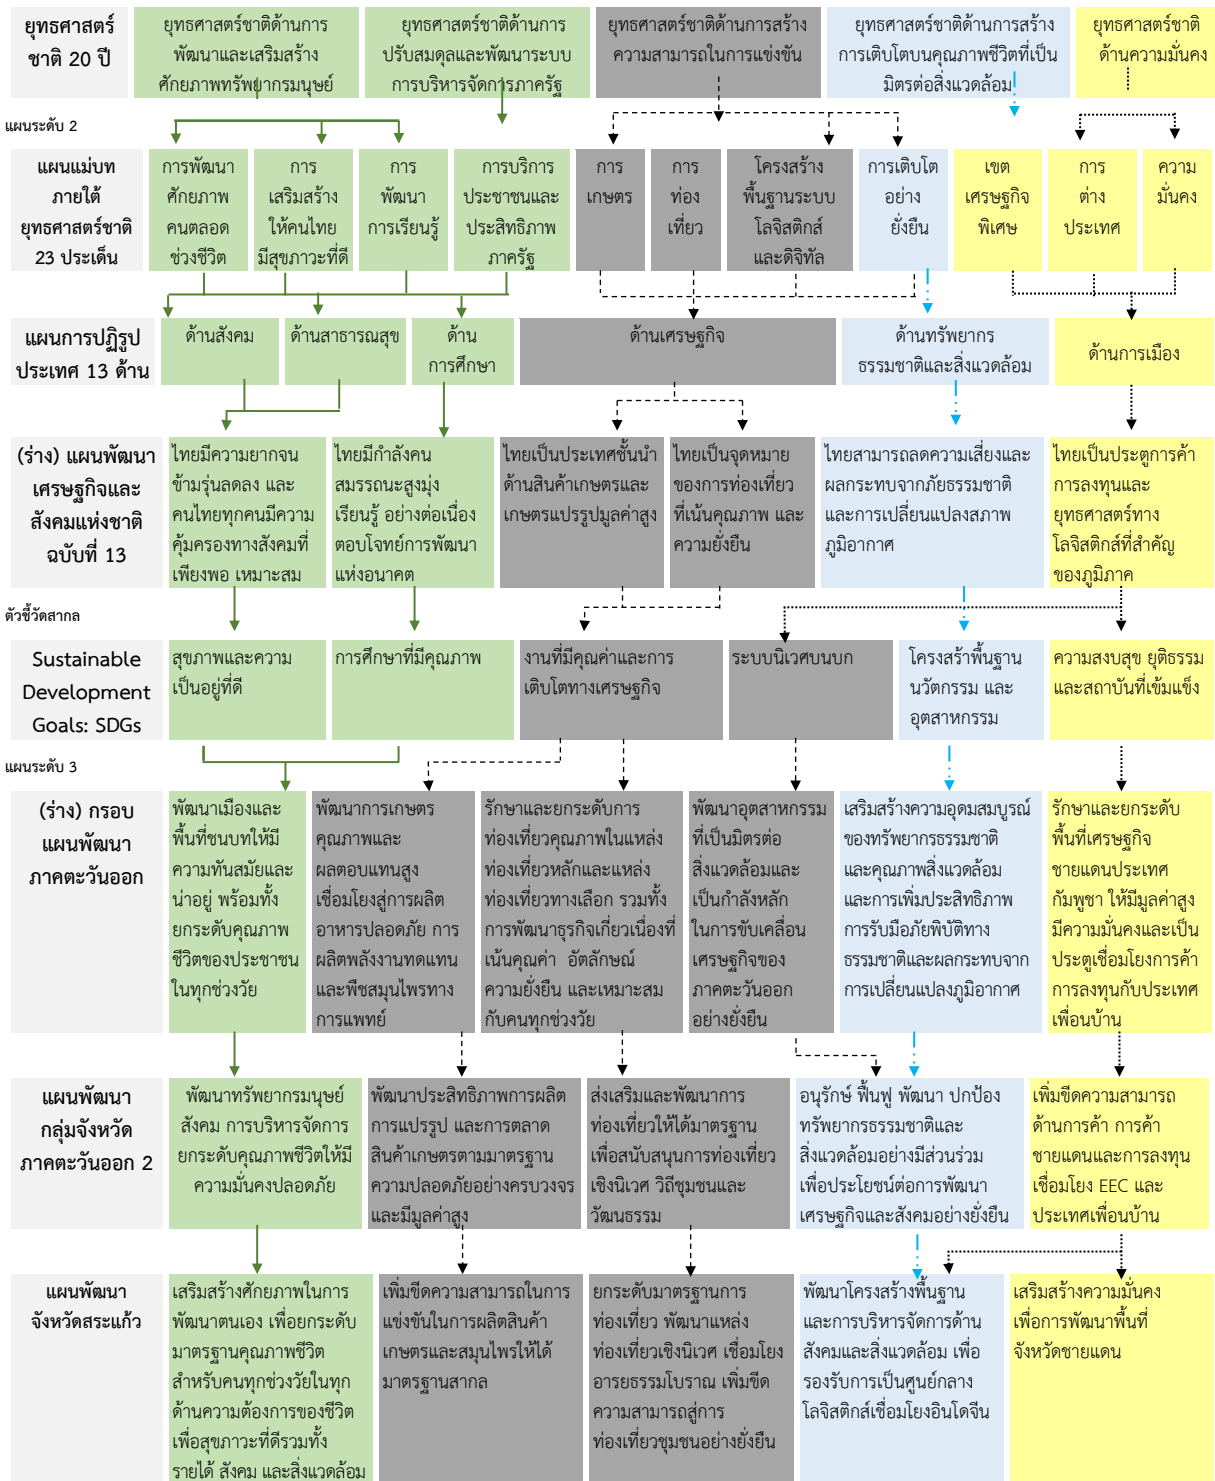 ยุทธศาสตร์
ชาติ 20 ปี
ยุทธศาสตร์ชาติด้านการ
พัฒนาและเสริมสร้าง
ศักยภาพทรัพยากรมนุษย์
ยุทธศาสตร์ชาติด้านการ
ปรับสมดุลและพัฒนาระบบ
การบริหารจัดการภาครัฐ
ยุทธศาสตร์ชาติด้านการสร้าง
ความสามารถในการแข่งขัน
ยุทธศาสตร์ชาติด้านการสร้าง
การเติบโตบนคุณภาพชีวิตที่เป็น
มิตรต่อสิ่งแวดล้อม
ยุทธศาสตร์ชาติ
ด้านความมั่นคง
แผนระดับ 2
แผนแม่บท
ภายใต้
ยุทธศาสตร์ชาติ
23 ประเด็น
การพัฒนา
ศักยภาพ
คนตลอด
ช่วงชีวิต
การ
เสริมสร้าง
ให้คนไทย
มีสุขภาวะที่ดี
การ
พัฒนา
การเรียนรู้
การบริการ
ประชาชนและ
ประสิทธิภาพ
ภาครัฐ
การ
เกษตร
การ
ท่อง
เที่ยว
โครงสร้าง
พื้นฐานระบบ
โลจิสติกส์
และดิจิทัล
การเติบโต
อย่าง
ยั่งยืน
เขต
เศรษฐกิจ
พิเศษ
การ
ต่าง
ประเทศ
ความ
มั่นคง
แผนการปฏิรูป
ประเทศ 13 ด้าน
ด้านสังคม
ด้านสาธารณสุข
ด้าน
การศึกษา
ด้านเศรษฐกิจ
ด้านทรัพยากร
ธรรมชาติและสิ่งแวดล้อม
ด้านการเมือง
(ร่าง) แผนพัฒนา
เศรษฐกิจและ
สังคมแห่งชาติ
ฉบับที่ 13
ไทยมีความยากจน
ข้ามรุ่นลดลง และ
คนไทยทุกคนมีความ
คุ้มครองทางสังคมที่
เพียงพอ เหมาะสม
ไทยมีกำลังคน
สมรรถนะสูงมุ่ง
เรียนรู้ อย่างต่อเนื่อง
ตอบโจทย์การพัฒนา
แห่งอนาคต
ไทยเป็นประเทศชั้นนำ
ด้านสินค้าเกษตรและ
เกษตรแปรรูปมูลค่าสูง
ไทยเป็นจุดหมาย
ของการท่องเที่ยว
ที่เน้นคุณภาพ และ
ความยั่งยืน
ไทยสามารถลดความเสี่ยงและ
ผลกระทบจากภัยธรรมชาติ
และการเปลี่ยนแปลงสภาพ
ภูมิอากาศ
ไทยเป็นประตูการค้า
การลงทุนและ
ยุทธศาสตร์ทาง
โลจิสติกส์ที่สำคัญ
ของภูมิภาค
ตัวชี้วัดสากล
Sustainable
Development
Goals: SDGs
สุขภาพและความ
เป็นอยู่ที่ดี
การศึกษาที่มีคุณภาพ
งานที่มีคุณค่าและการ
เติบโตทางเศรษฐกิจ
ระบบนิเวศบนบก
โครงสร้าพื้นฐาน
นวัตกรรม และ
อุตสาหกรรม
ความสงบสุข ยุติธรรม
และสถาบันที่เข้มแข็ง
แผนระดับ 3
(ร่าง) กรอบ
แผนพัฒนา
ภาคตะวันออก
พัฒนาเมืองและ
พื้นที่ชนบทให้มี
ความทันสมัยและ
น่าอยู่ พร้อมทั้ง
ยกระดับคุณภาพ
ชีวิตของประชาชน
ในทุกช่วงวัย
พัฒนาการเกษตร
คุณภาพและ
ผลตอบแทนสูง
เชื่อมโยงสู่การผลิต
อาหารปลอดภัย การ
ผลิตพลังงานทดแทน
และพืชสมุนไพรทาง
การแพทย์
รักษาและยกระดับการ
ท่องเที่ยวคุณภาพในแหล่ง
ท่องเที่ยวหลักและแหล่ง
ท่องเที่ยวทางเลือก รวมทั้ง
การพัฒนาธุรกิจเกี่ยวเนื่องที่
เน้นคุณค่า อัตลักษณ์
ความยั่งยืน และเหมาะสม
กับคนทุกช่วงวัย
พัฒนาอุตสาหกรรม
ที่เป็นมิตรต่อ
สิ่งแวดล้อมและ
เป็นกำลังหลัก
ในการขับเคลื่อน
เศรษฐกิจของ
ภาคตะวันออก
อย่างยั่งยืน
เสริมสร้างความอุดมสมบูรณ์
ของทรัพยากรธรรมชาติ
และคุณภาพสิ่งแวดล้อม
และการเพิ่มประสิทธิภาพ
การรับมือภัยพิบัติทาง
ธรรมชาติและผลกระทบจาก
การเปลี่ยนแปลงภูมิอากาศ
รักษาและยกระดับ
พื้นที่เศรษฐกิจ
ชายแดนประเทศ
กัมพูชา ให้มีมูลค่าสูง
มีความมั่นคงและเป็น
ประตูเชื่อมโยงการค้า
การลงทุนกับประเทศ
เพื่อนบ้าน
แผนพัฒนา
กลุ่มจังหวัด
ภาคตะวันออก 2
พัฒนาทรัพยากรมนุษย์
สังคม การบริหารจัดการ
ยกระดับคุณภาพชีวิตให้มี
ความมั่นคงปลอดภัย
พัฒนาประสิทธิภาพการผลิต
การแปรรูป และการตลาด
สินค้าเกษตรตามมาตรฐาน
ความปลอดภัยอย่างครบวงจร
และมีมูลค่าสูง
ส่งเสริมและพัฒนาการ
ท่องเที่ยวให้ได้มาตรฐาน
เพื่อสนับสนุนการท่องเที่ยว
เชิงนิเวศ วิถีชุมชนและ
วัฒนธรรม
อนุรักษ์ ฟื้นฟู พัฒนา ปกป้อง
ทรัพยากรธรรมชาติและ
สิ่งแวดล้อมอย่างมีส่วนร่วม
เพื่อประโยชน์ต่อการพัฒนา
เศรษฐกิจและสังคมอย่างยั่งยืน
เพิ่มขีดความสามารถ
ด้านการค้า การค้า
ชายแดนและการลงทุน
เชื่อมโยง EEC และ
ประเทศเพื่อนบ้าน
แผนพัฒนา
จังหวัดสระแก้ว
เสริมสร้างศักยภาพในการ
พัฒนาตนเอง เพื่อยกระดับ
มาตรฐานคุณภาพชีวิต
สำหรับคนทุกช่วงวัยในทุก
ด้านความต้องการของชีวิต
เพื่อสุขภาวะที่ดีรวมทั้ง
รายได้ สังคม และสิ่งแวดล้อม
เพิ่มขีดความสามารถในการ
แข่งขันในการผลิตสินค้า
เกษตรและสมุนไพรให้ได้
มาตรฐานสากล
ยกระดับมาตรฐานการ
ท่องเที่ยว พัฒนาแหล่ง
ท่องเที่ยวเชิงนิเวศ เชื่อมโยง
อารยธรรมโบราณ เพิ่มขีด
ความสามารถสู่การ
ท่องเที่ยวชุมชนอย่างยั่งยืน
พัฒนาโครงสร้างพื้นฐาน
และการบริหารจัดการด้าน
สังคมและสิ่งแวดล้อม เพื่อ
รองรับการเป็นศูนย์กลาง
โลจิสติกส์เชื่อมโยงอินโดจีน
เสริมสร้างความมั่นคง
เพื่อการพัฒนาพื้นที่
จังหวัดชายแดน